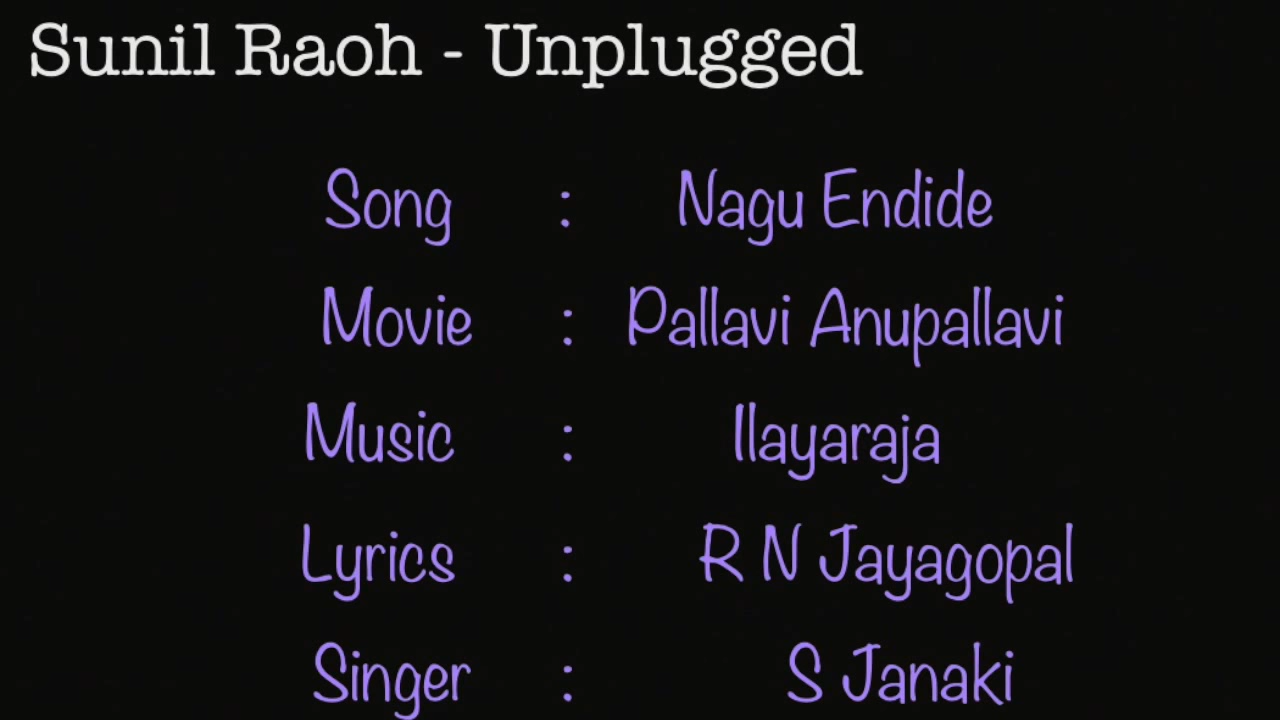 Sunil Raoh - Unplugged
Song : Nagu Endide
Movie : Pallavi Anupallavi
Music : Ilayaraja
Lyrics : R N Jayagopal
Singer : S Janaki